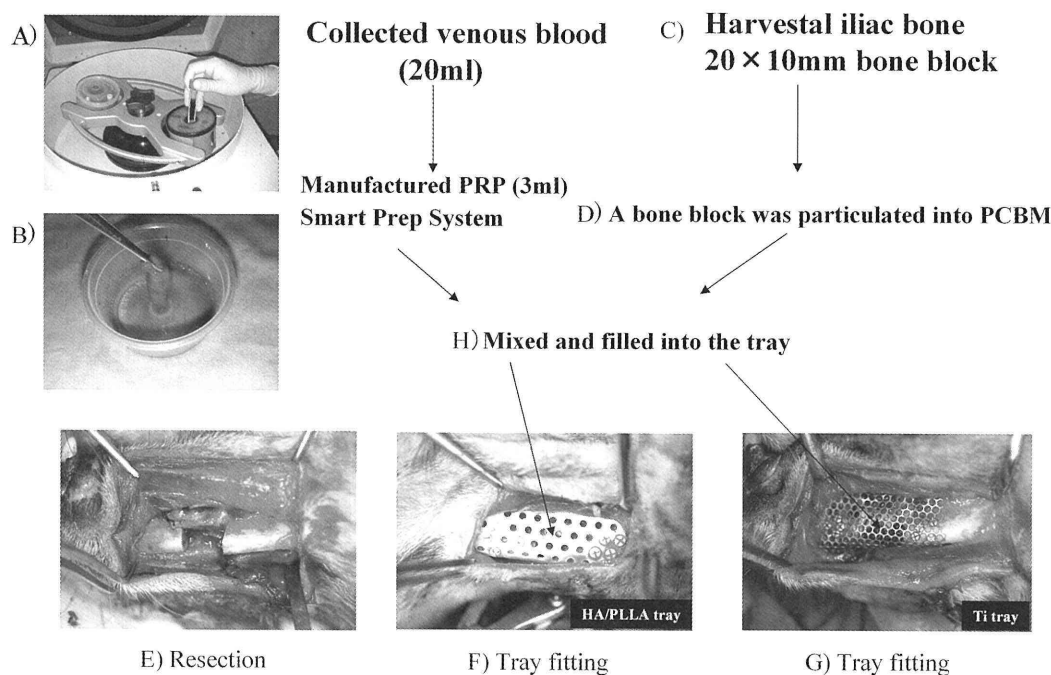 A)
Collected venous blood
(20ml)
C) Harvestal iliac bone
20×10mm bone block
Manufactured PRP (3ml)
Smart Prep System
D) A bone block was particulated into PCBM
B)
H) Mixed and filled into the tray
HA/PLLA tray
Ti tray
E) Resection
F) Tray fitting
G) Tray fitting